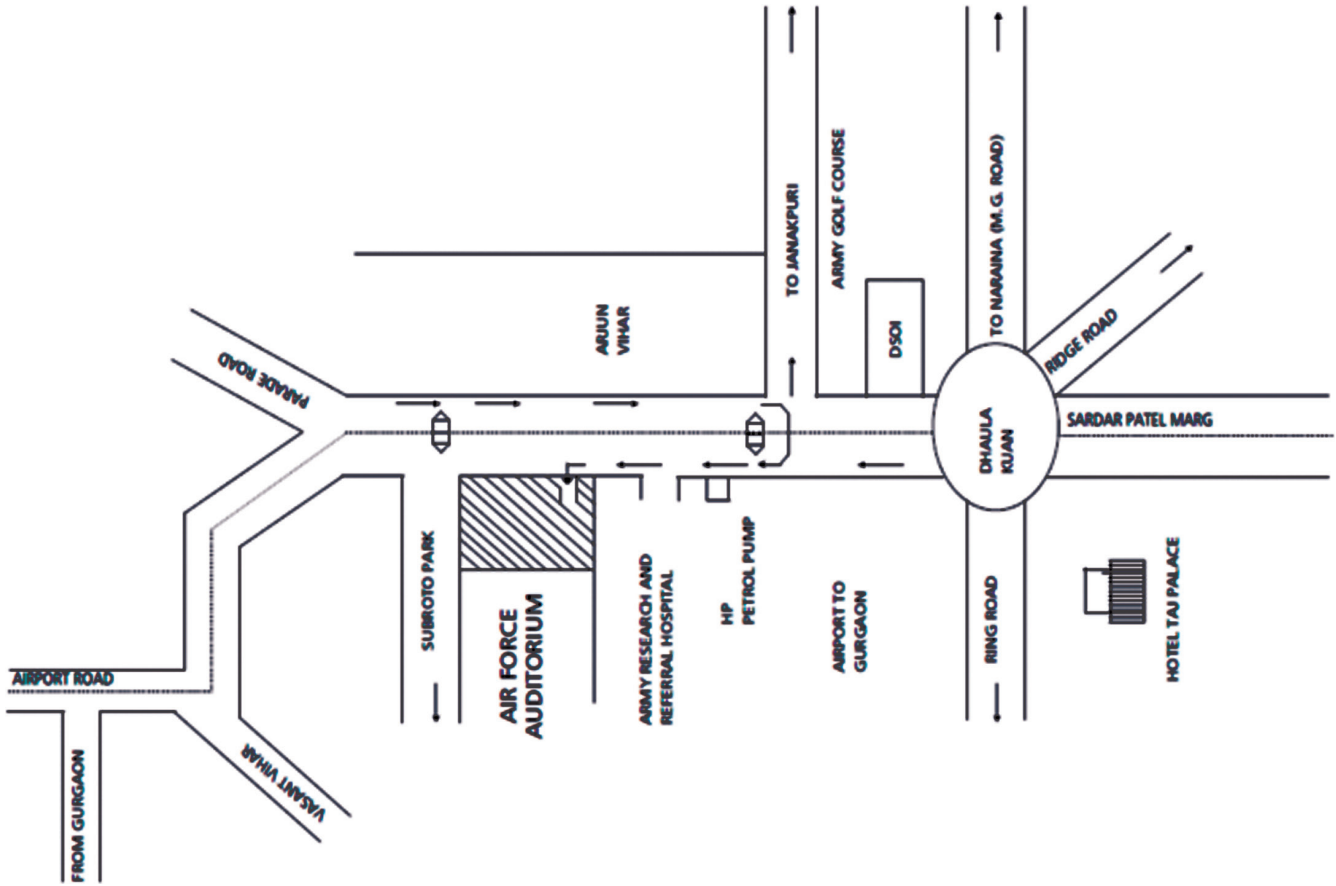 TO JANAKPURI
ARMY GOLF COURSE
TO NARAINA (M. G. ROAD)
ARJUN
VIHAR
DSOI
RIDGE ROAD
PARADE ROAD
DHAULA
KUAN
SARDAR PATEL MARG
SUBROTO PARK
AIR FORCE
AUDITORIUM
ARMY RESEARCH AND
REFERRAL HOSPITAL
HP
PETROL PUMP
AIRPORT TO
GURGAON
RING ROAD
HOTEL TAJ PALACE
AIRPORT ROAD
FROM GURGAON
VASANT VIHAR